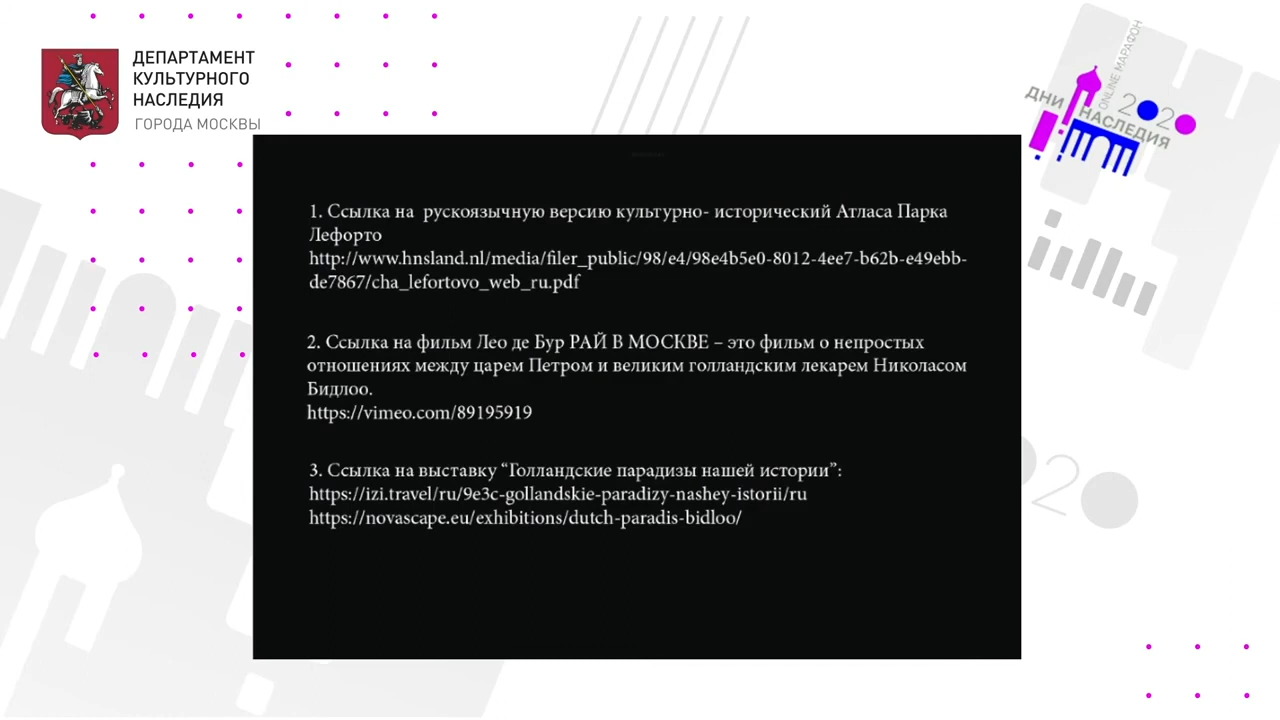 ДЕПАРТАМЕНТ
КУЛЬТУРНОГО
НАСЛЕДИЯ
ГОРОДА МОСКВЫ
ONLINE МАРАФОН
ДНИ
2020
НАСЛЕДИЯ
1. Ссылка на  рускоязычную версию культурно- исторический Атласа Парка
Лефорто
http://www.hnsland.nl/media/filer_public/98/e4/98e4b5e0-8012-4ee7-b62b-e49ebb-
de7867/cha_lefortovo_web_ru.pdf
2. Ссылка на фильм Лео де Бур РАЙ В МОСКВЕ – это фильм о непростых
отношениях между царем Петром и великим голландским лекарем Николасом
Бидлоо.
https://vimeo.com/89195919
3. Ссылка на выставку “Голландские парадизы нашей истории”:
https://izi.travel/ru/9e3c-gollandskie-paradizy-nashey-istorii/ru
https://novascape.eu/exhibitions/dutch-paradis-bidloo/
20